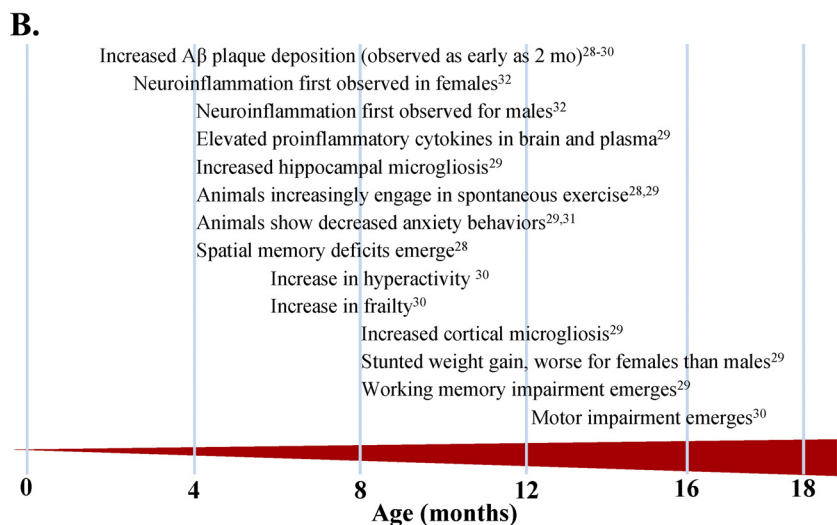 B.
Increased Aβ plaque deposition (observed as early as 2 mo)28-30
Neuroinflammation first observed in females32
Neuroinflammation first observed for males32
Elevated proinflammatory cytokines in brain and plasma29
Increased hippocampal microgliosis29
Animals increasingly engage in spontaneous exercise28,29
Animals show decreased anxiety behaviors29,31
Spatial memory deficits emerge28
Increase in hyperactivity 30
Increase in frailty30
Increased cortical microgliosis29
Stunted weight gain, worse for females than males29
Working memory impairment emerges29
Motor impairment emerges30
0 4 8 12 16 18
Age (months)